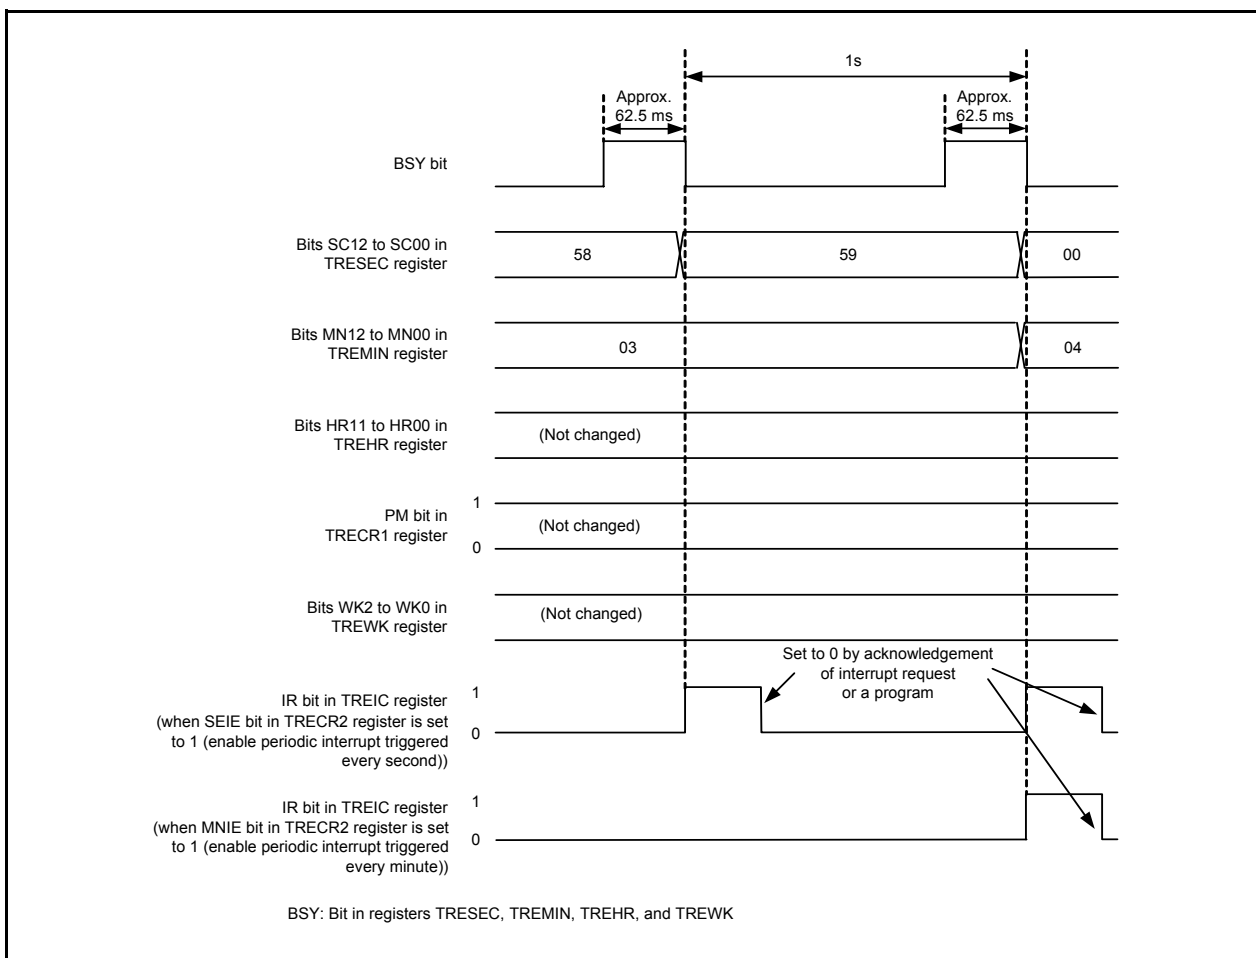 1s
Approx.
62.5 ms
Approx.
62.5 ms
BSY bit
Bits SC12 to SC00 in
TRESEC register
58
59
00
Bits MN12 to MN00 in
TREMIN register
03
04
Bits HR11 to HR00 in
TREHR register
(Not changed)
PM bit in
TRECR1 register
1
0
(Not changed)
Bits WK2 to WK0 in
TREWK register
(Not changed)
Set to 0 by acknowledgement
of interrupt request
or a program
IR bit in TREIC register
(when SEIE bit in TRECR2 register is set
to 1 (enable periodic interrupt triggered
every second))
1
0
IR bit in TREIC register
(when MNIE bit in TRECR2 register is set
to 1 (enable periodic interrupt triggered
every minute))
1
0
BSY: Bit in registers TRESEC, TREMIN, TREHR, and TREWK